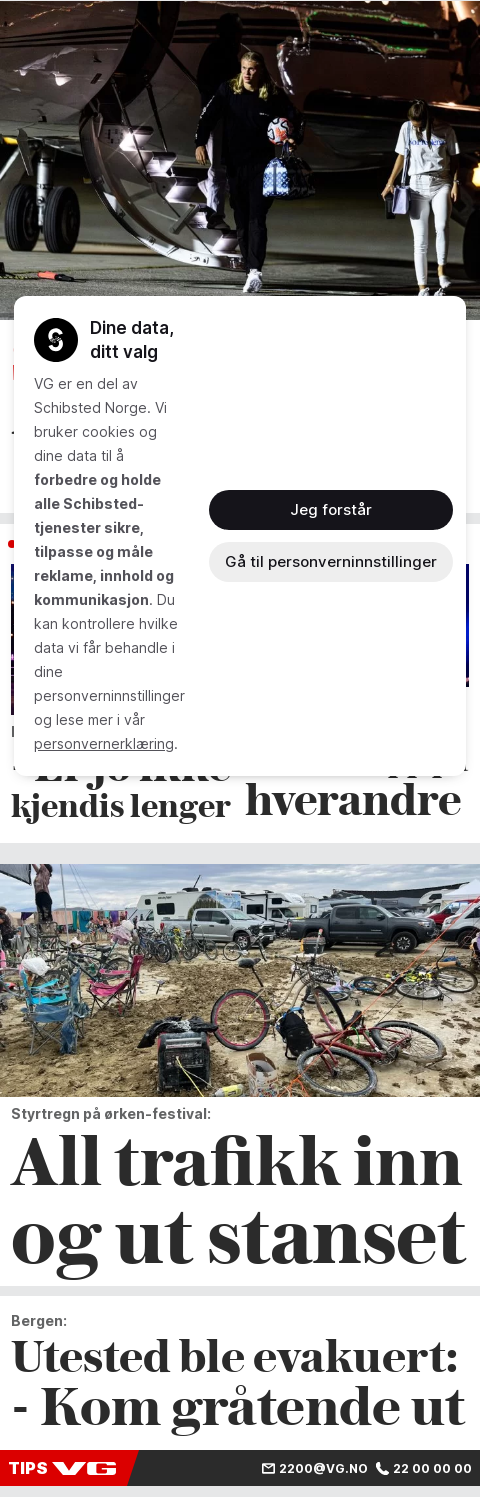 Dine data,
ditt valg
VG er en del av
Schibsted Norge. Vi
bruker cookies og
dine data til å
forbedre og holde
alle Schibsted-
tjenester sikre,
tilpasse og måle
reklame, innhold og
kommunikasjon. Du
kan kontrollere hvilke
data vi får behandle i
dine
personverninnstillinger
og lese mer i vår
personvernerklæring.
Jeg forstår
Gå til personverninnstillinger
- Er jo ikke
kjendis lenger
hverandre
Styrtregn på ørken-festival:
All trafikk inn
og ut stanset
Bergen:
Utested ble evakuert:
- Kom gråtende ut
TIPS VG
2200@VG.NO 22 00 00 00